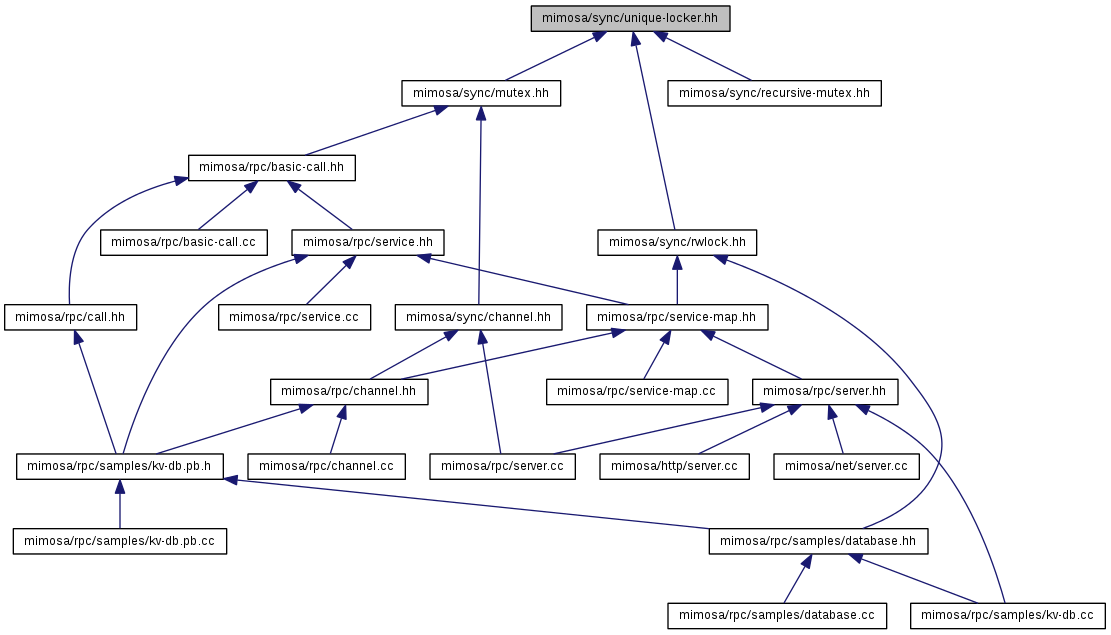 mimosa/sync/unique-locker.hh
mimosa/sync/mutex.hh
mimosa/sync/recursive-mutex.hh
mimosa/rpc/basic-call.hh
mimosa/rpc/basic-call.cc
mimosa/rpc/service.hh
mimosa/sync/rwlock.hh
mimosa/rpc/call.hh
mimosa/rpc/service.cc
mimosa/sync/channel.hh
mimosa/rpc/service-map.hh
mimosa/rpc/channel.hh
mimosa/rpc/service-map.cc
mimosa/rpc/server.hh
mimosa/rpc/samples/kv-db.pb.h
mimosa/rpc/channel.cc
mimosa/rpc/server.cc
mimosa/http/server.cc
mimosa/net/server.cc
mimosa/rpc/samples/kv-db.pb.cc
mimosa/rpc/samples/database.hh
mimosa/rpc/samples/database.cc
mimosa/rpc/samples/kv-db.cc